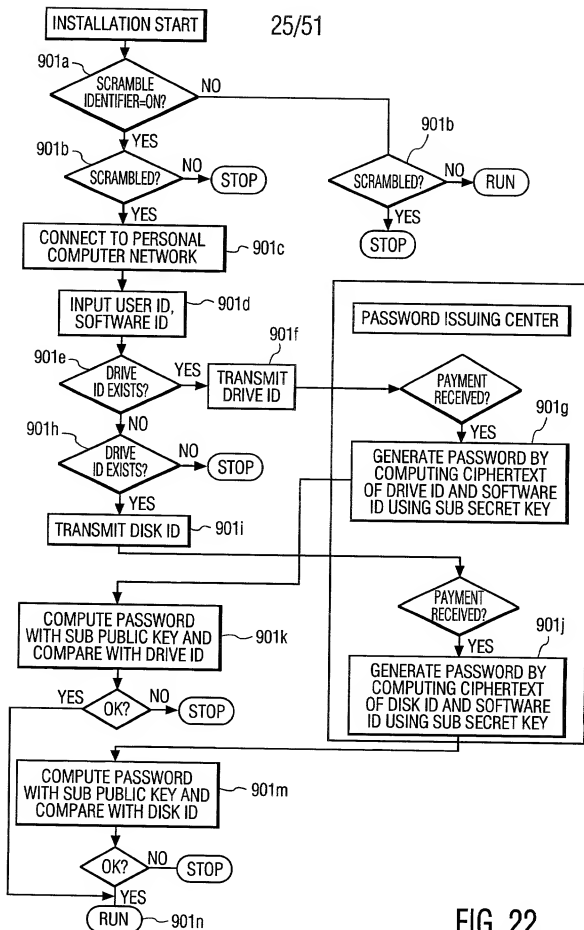 INSTALLATION START
25/51
901a
SCRAMBLE
IDENTIFIER=ON?
NO
YES
901b
SCRAMBLED?
NO
STOP
YES
901b
SCRAMBLED?
NO
RUN
YES
STOP
CONNECT TO PERSONAL
COMPUTER NETWORK
901c
INPUT USER ID,
SOFTWARE ID
901d
PASSWORD ISSUING CENTER
901e
DRIVE
ID EXISTS?
YES
901f
TRANSMIT
DRIVE ID
PAYMENT
RECEIVED?
YES
901g
GENERATE PASSWORD BY
COMPUTING CIPHERTEXT
OF DRIVE ID AND SOFTWARE
ID USING SUB SECRET KEY
NO
901h
DRIVE
ID EXISTS?
NO
STOP
YES
TRANSMIT DISK ID
901i
PAYMENT
RECEIVED?
YES
901j
GENERATE PASSWORD BY
COMPUTING CIPHERTEXT
OF DISK ID AND SOFTWARE
ID USING SUB SECRET KEY
COMPUTE PASSWORD
WITH SUB PUBLIC KEY AND
COMPARE WITH DRIVE ID
901k
YES
OK?
NO
STOP
COMPUTE PASSWORD
WITH SUB PUBLIC KEY AND
COMPARE WITH DISK ID
901m
OK?
NO
STOP
YES
RUN
901n
FIG. 22